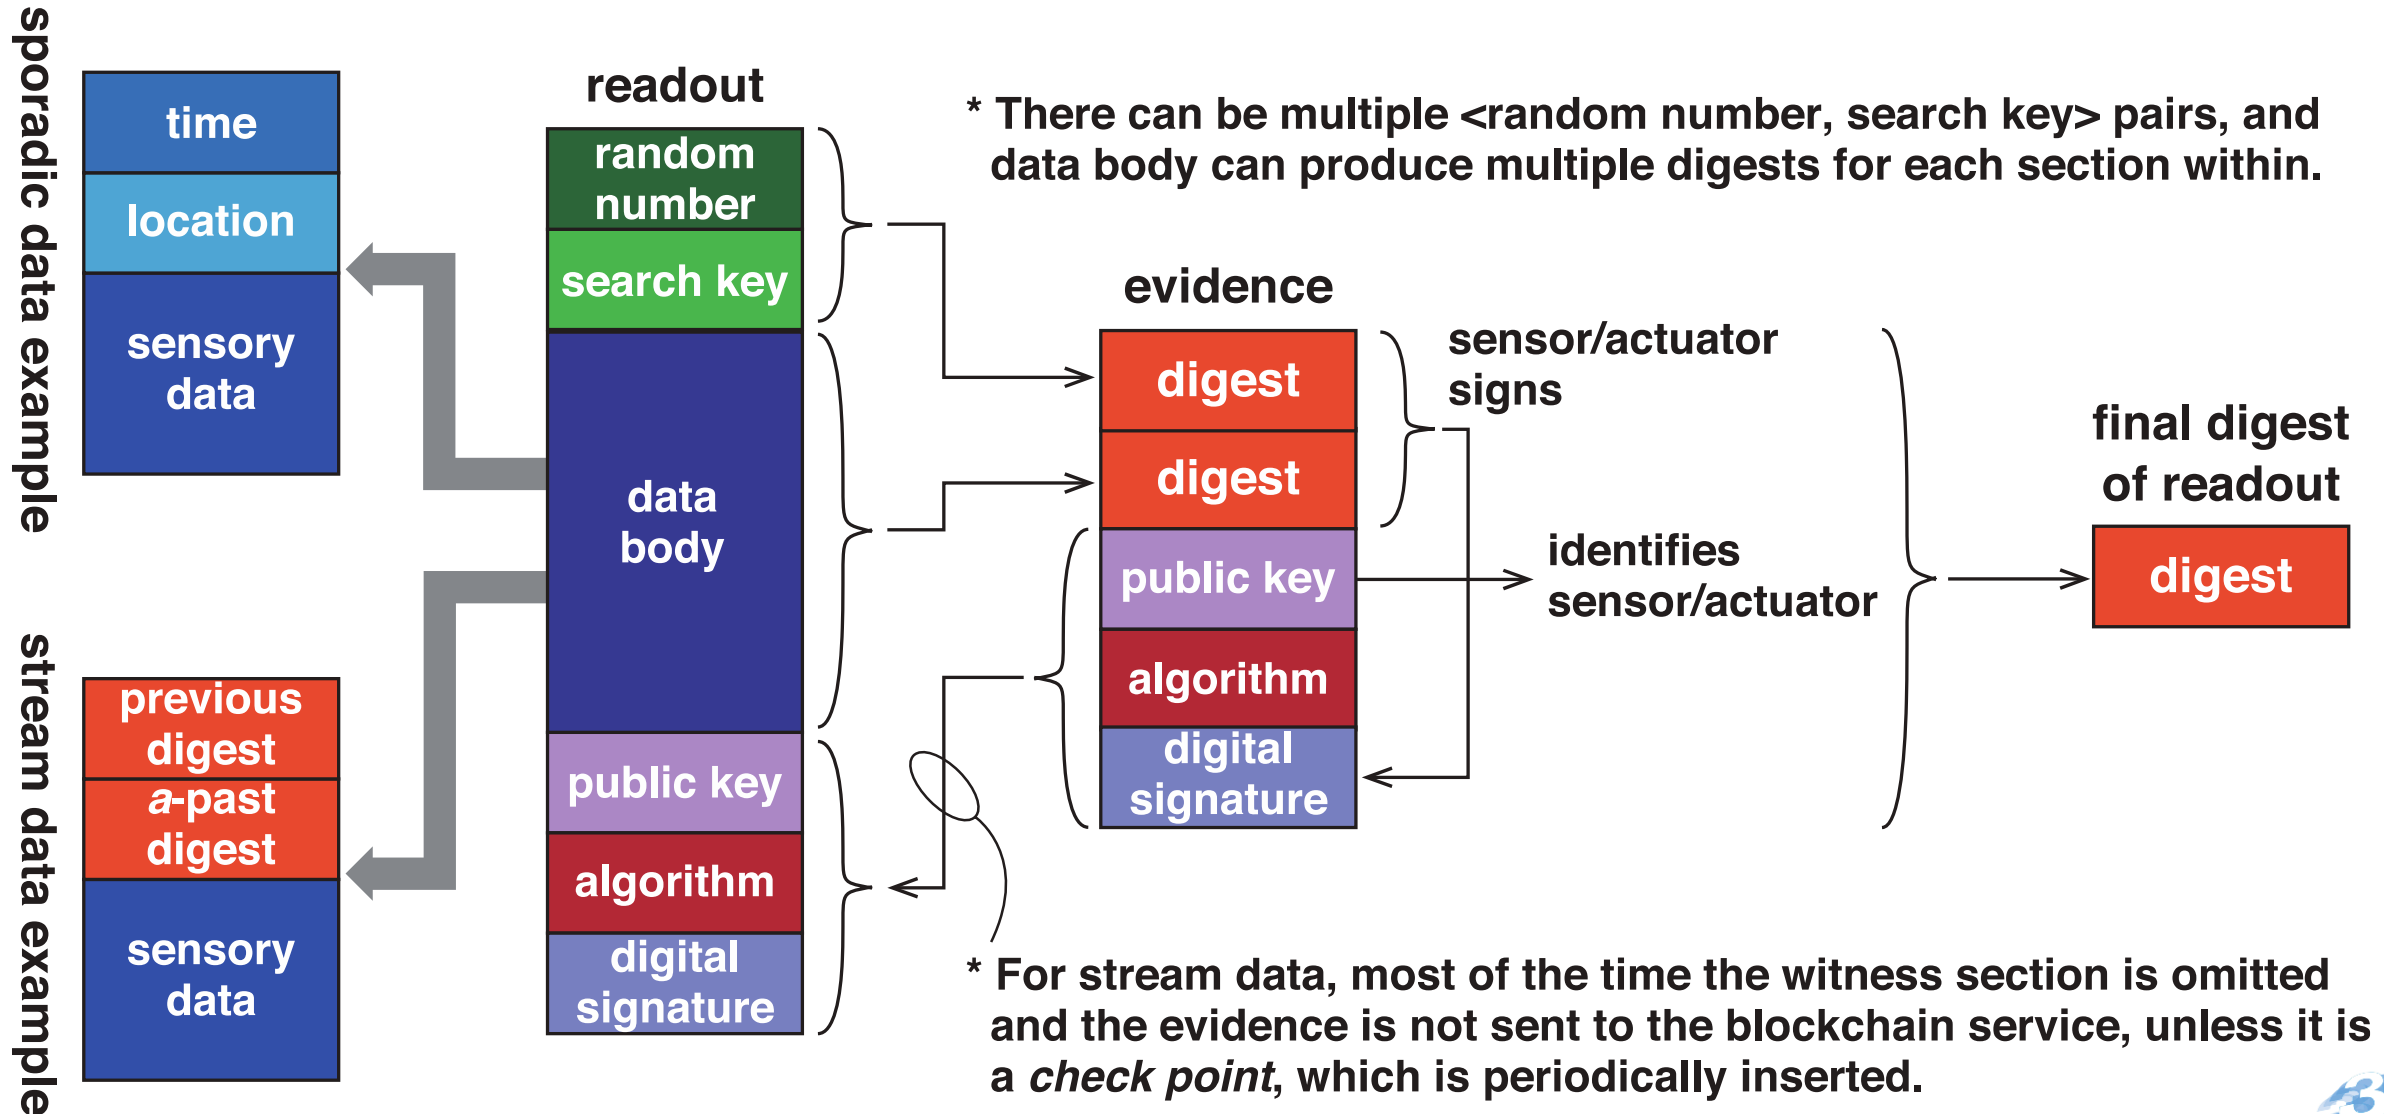 sporadic data example
time
location
sensory
data
stream data example
previous
digest
a-past
digest
sensory
data
readout
random
number
search key
data
body
public key
algorithm
digital
signature
* There can be multiple <random number, search key> pairs, and
data body can produce multiple digests for each section within.
evidence
digest
digest
public key
algorithm
digital
signature
sensor/actuator
signs
identifies
sensor/actuator
final digest
of readout
digest
* For stream data, most of the time the witness section is omitted
and the evidence is not sent to the blockchain service, unless it is
a check point, which is periodically inserted.